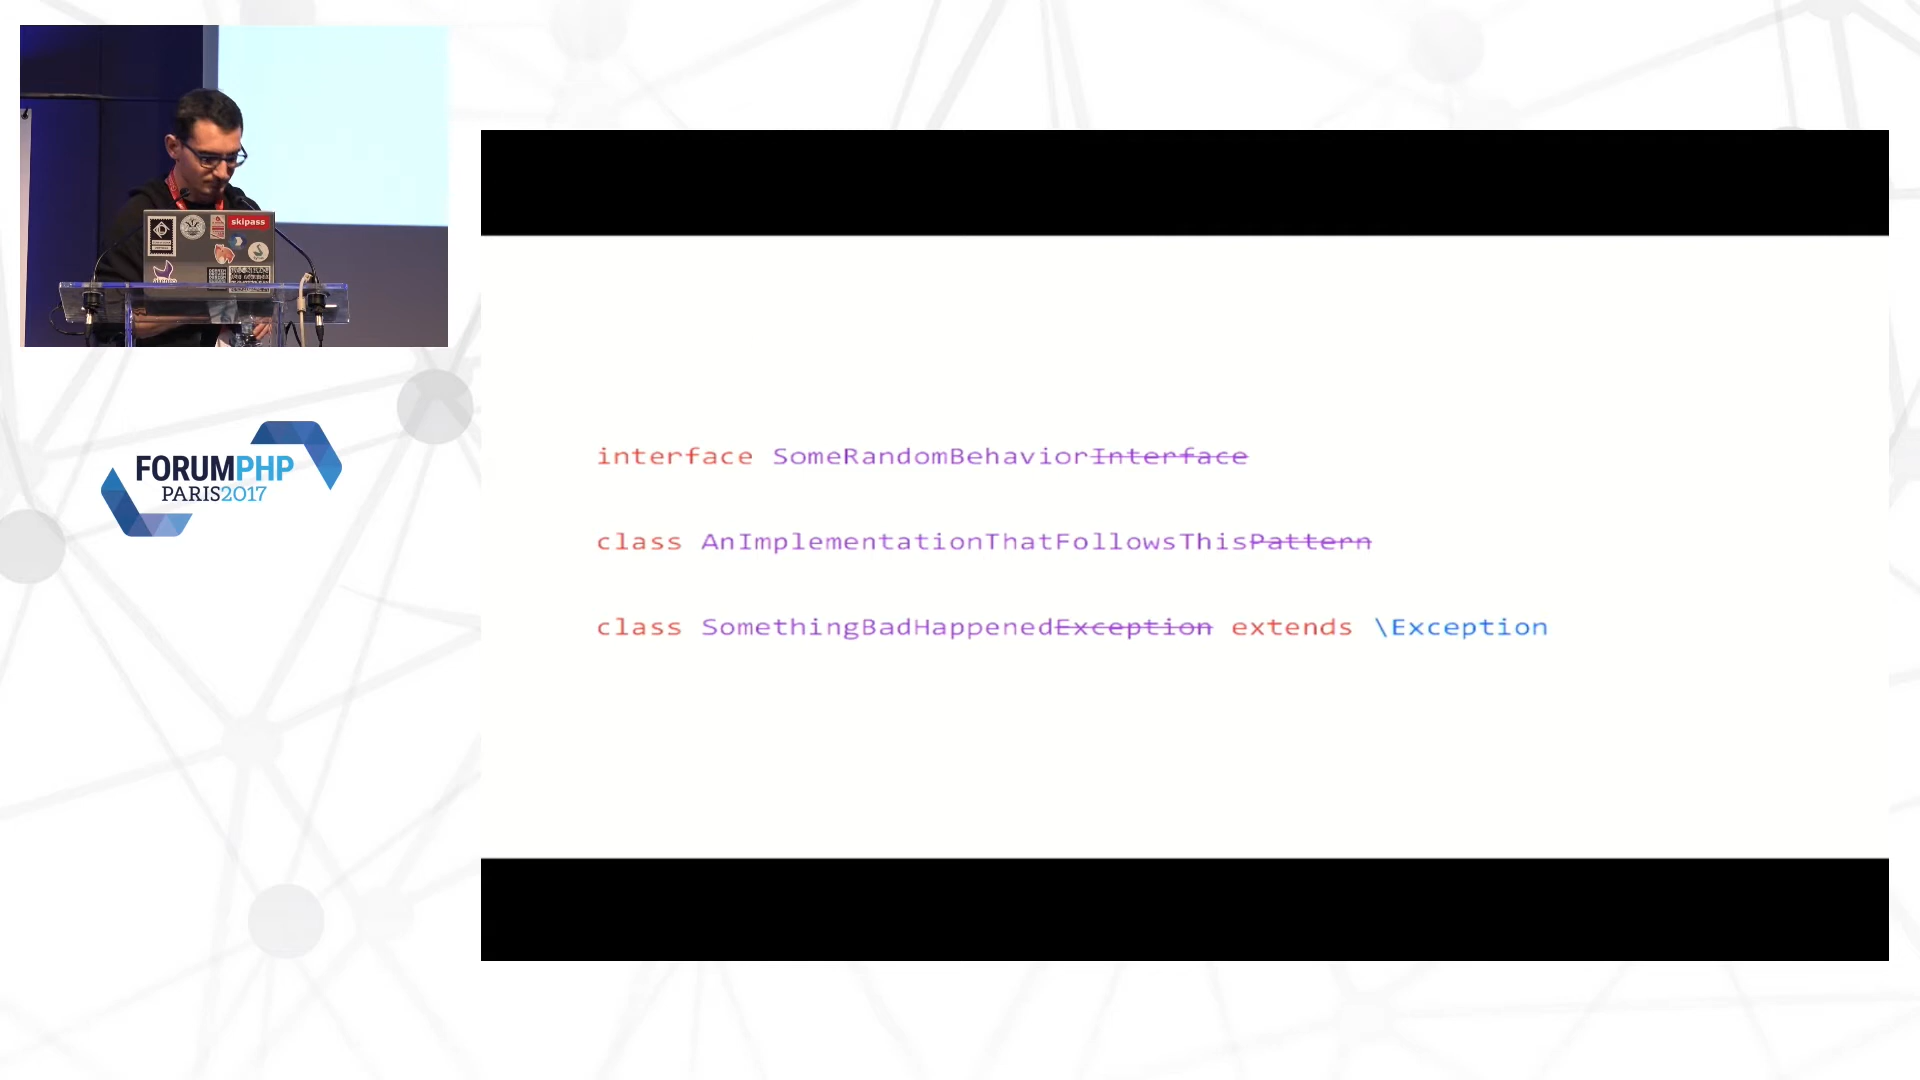 skipass
FORUMPHP
PARIS2017
interface SomeRandomBehaviorInterface
class AnImplementationThatFollowsThisPattern
class SomethingBadHappenedException extends \Exception